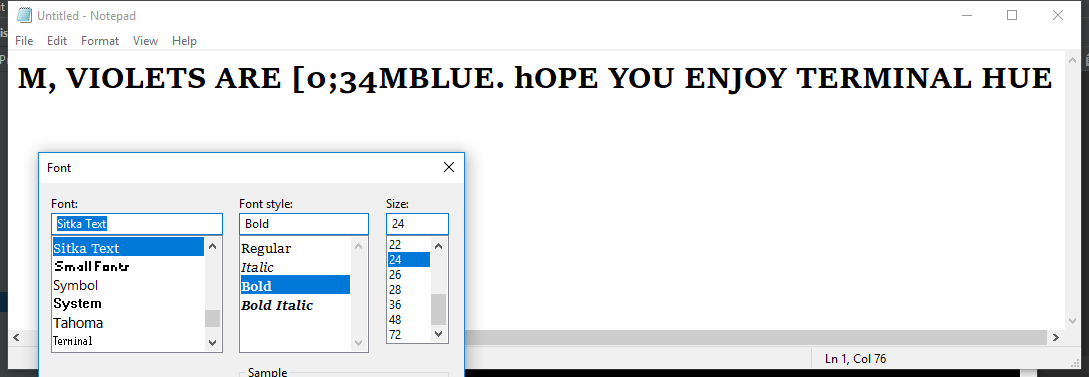 Untitled - Notepad
File Edit Format View Help
M, VIOLETS ARE [0;34MBLUE. hOPE YOU ENJOY TERMINAL HUE
Font
Font: Font style: Size:
Sitka Text Bold 24
Sitka Text Regular 22
Small Fonts Italic 24
Symbol Bold 26
System Bold Italic 28
Tahoma 36
Terminal 48
72
Sample
Ln 1, Col 76